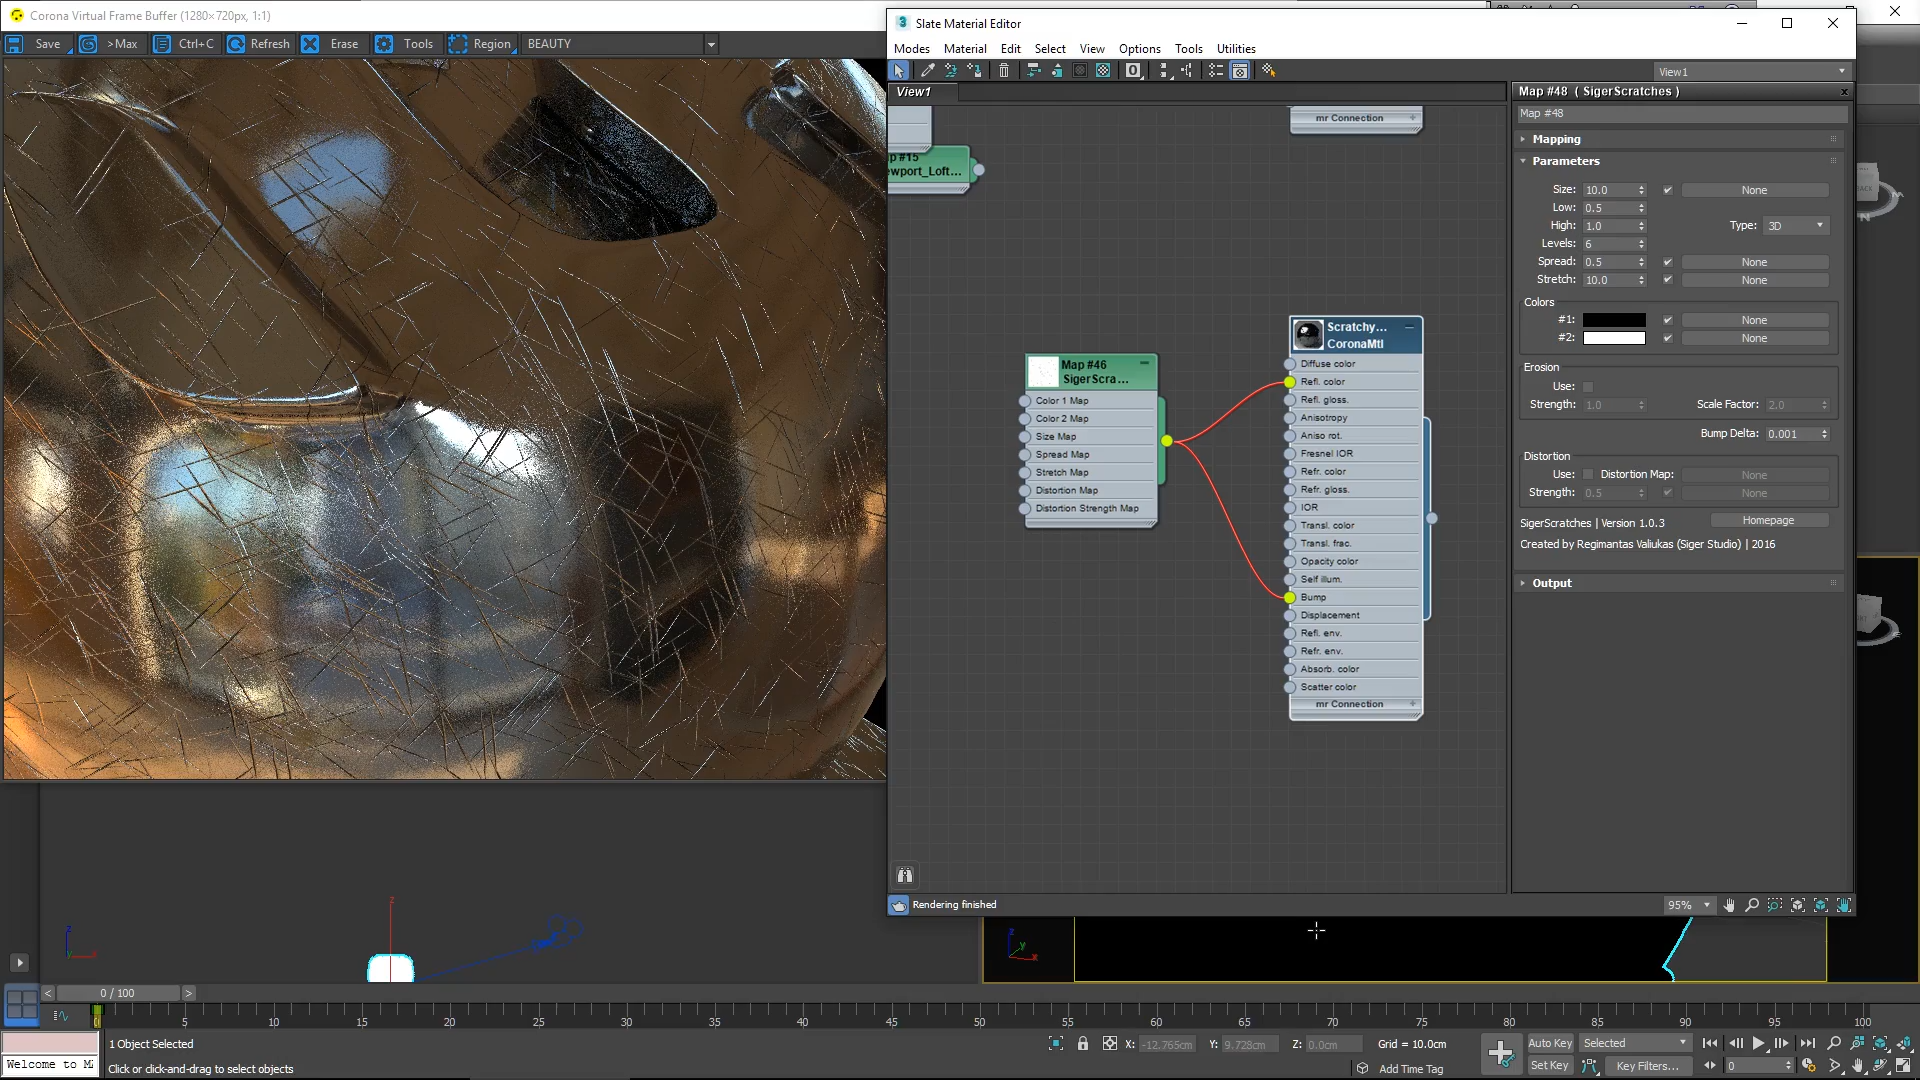 Corona Virtual Frame Buffer (1280×720px, 1:1)
Save
>Max
Ctrl+C
Refresh
Erase
Tools
Region
BEAUTY
3 Slate Material Editor
Modes Material Edit Select View Options Tools Utilities
View1
View1
mr Connection
p #15
ewport_Loft...
Map #46
SigerScra...
Color 1 Map
Color 2 Map
Size Map
Spread Map
Stretch Map
Distortion Map
Distortion Strength Map
Scratchy...
CoronaMtl
Diffuse color
Refl. color
Refl. gloss.
Anisotropy
Aniso rot.
Fresnel IOR
Refr. color
Refr. gloss.
IOR
Transl. color
Transl. frac.
Opacity color
Self illum.
Bump
Displacement
Refl. env.
Refr. env.
Absorb. color
Scatter color
mr Connection
Rendering finished
95%
Map #48 ( SigerScratches )
Map #48
Mapping
Parameters
Size: 10.0 None
Low: 0.5
High: 1.0 Type: 3D
Levels: 6
Spread: 0.5 None
Stretch: 10.0 None
Colors
#1: None
#2: None
Erosion
Use:
Strength: 1.0 Scale Factor: 2.0
Bump Delta: 0.001
Distortion
Use: Distortion Map: None
Strength: 0.5 None
SigerScratches | Version 1.0.3 Homepage
Created by Regimantas Valiukas (Siger Studio) | 2016
Output
z
z
x
z
y
x
< 0 / 100 >
0 5 10 15 20 25 30 35 40 45 50 55 60 65 70 75 80 85 90 95 100
1 Object Selected
X: -12.765cm Y: 9.728cm Z: 0.0cm Grid = 10.0cm
Auto Key Selected
Welcome to M
Click or click-and-drag to select objects
Add Time Tag
Set Key Key Filters...
0